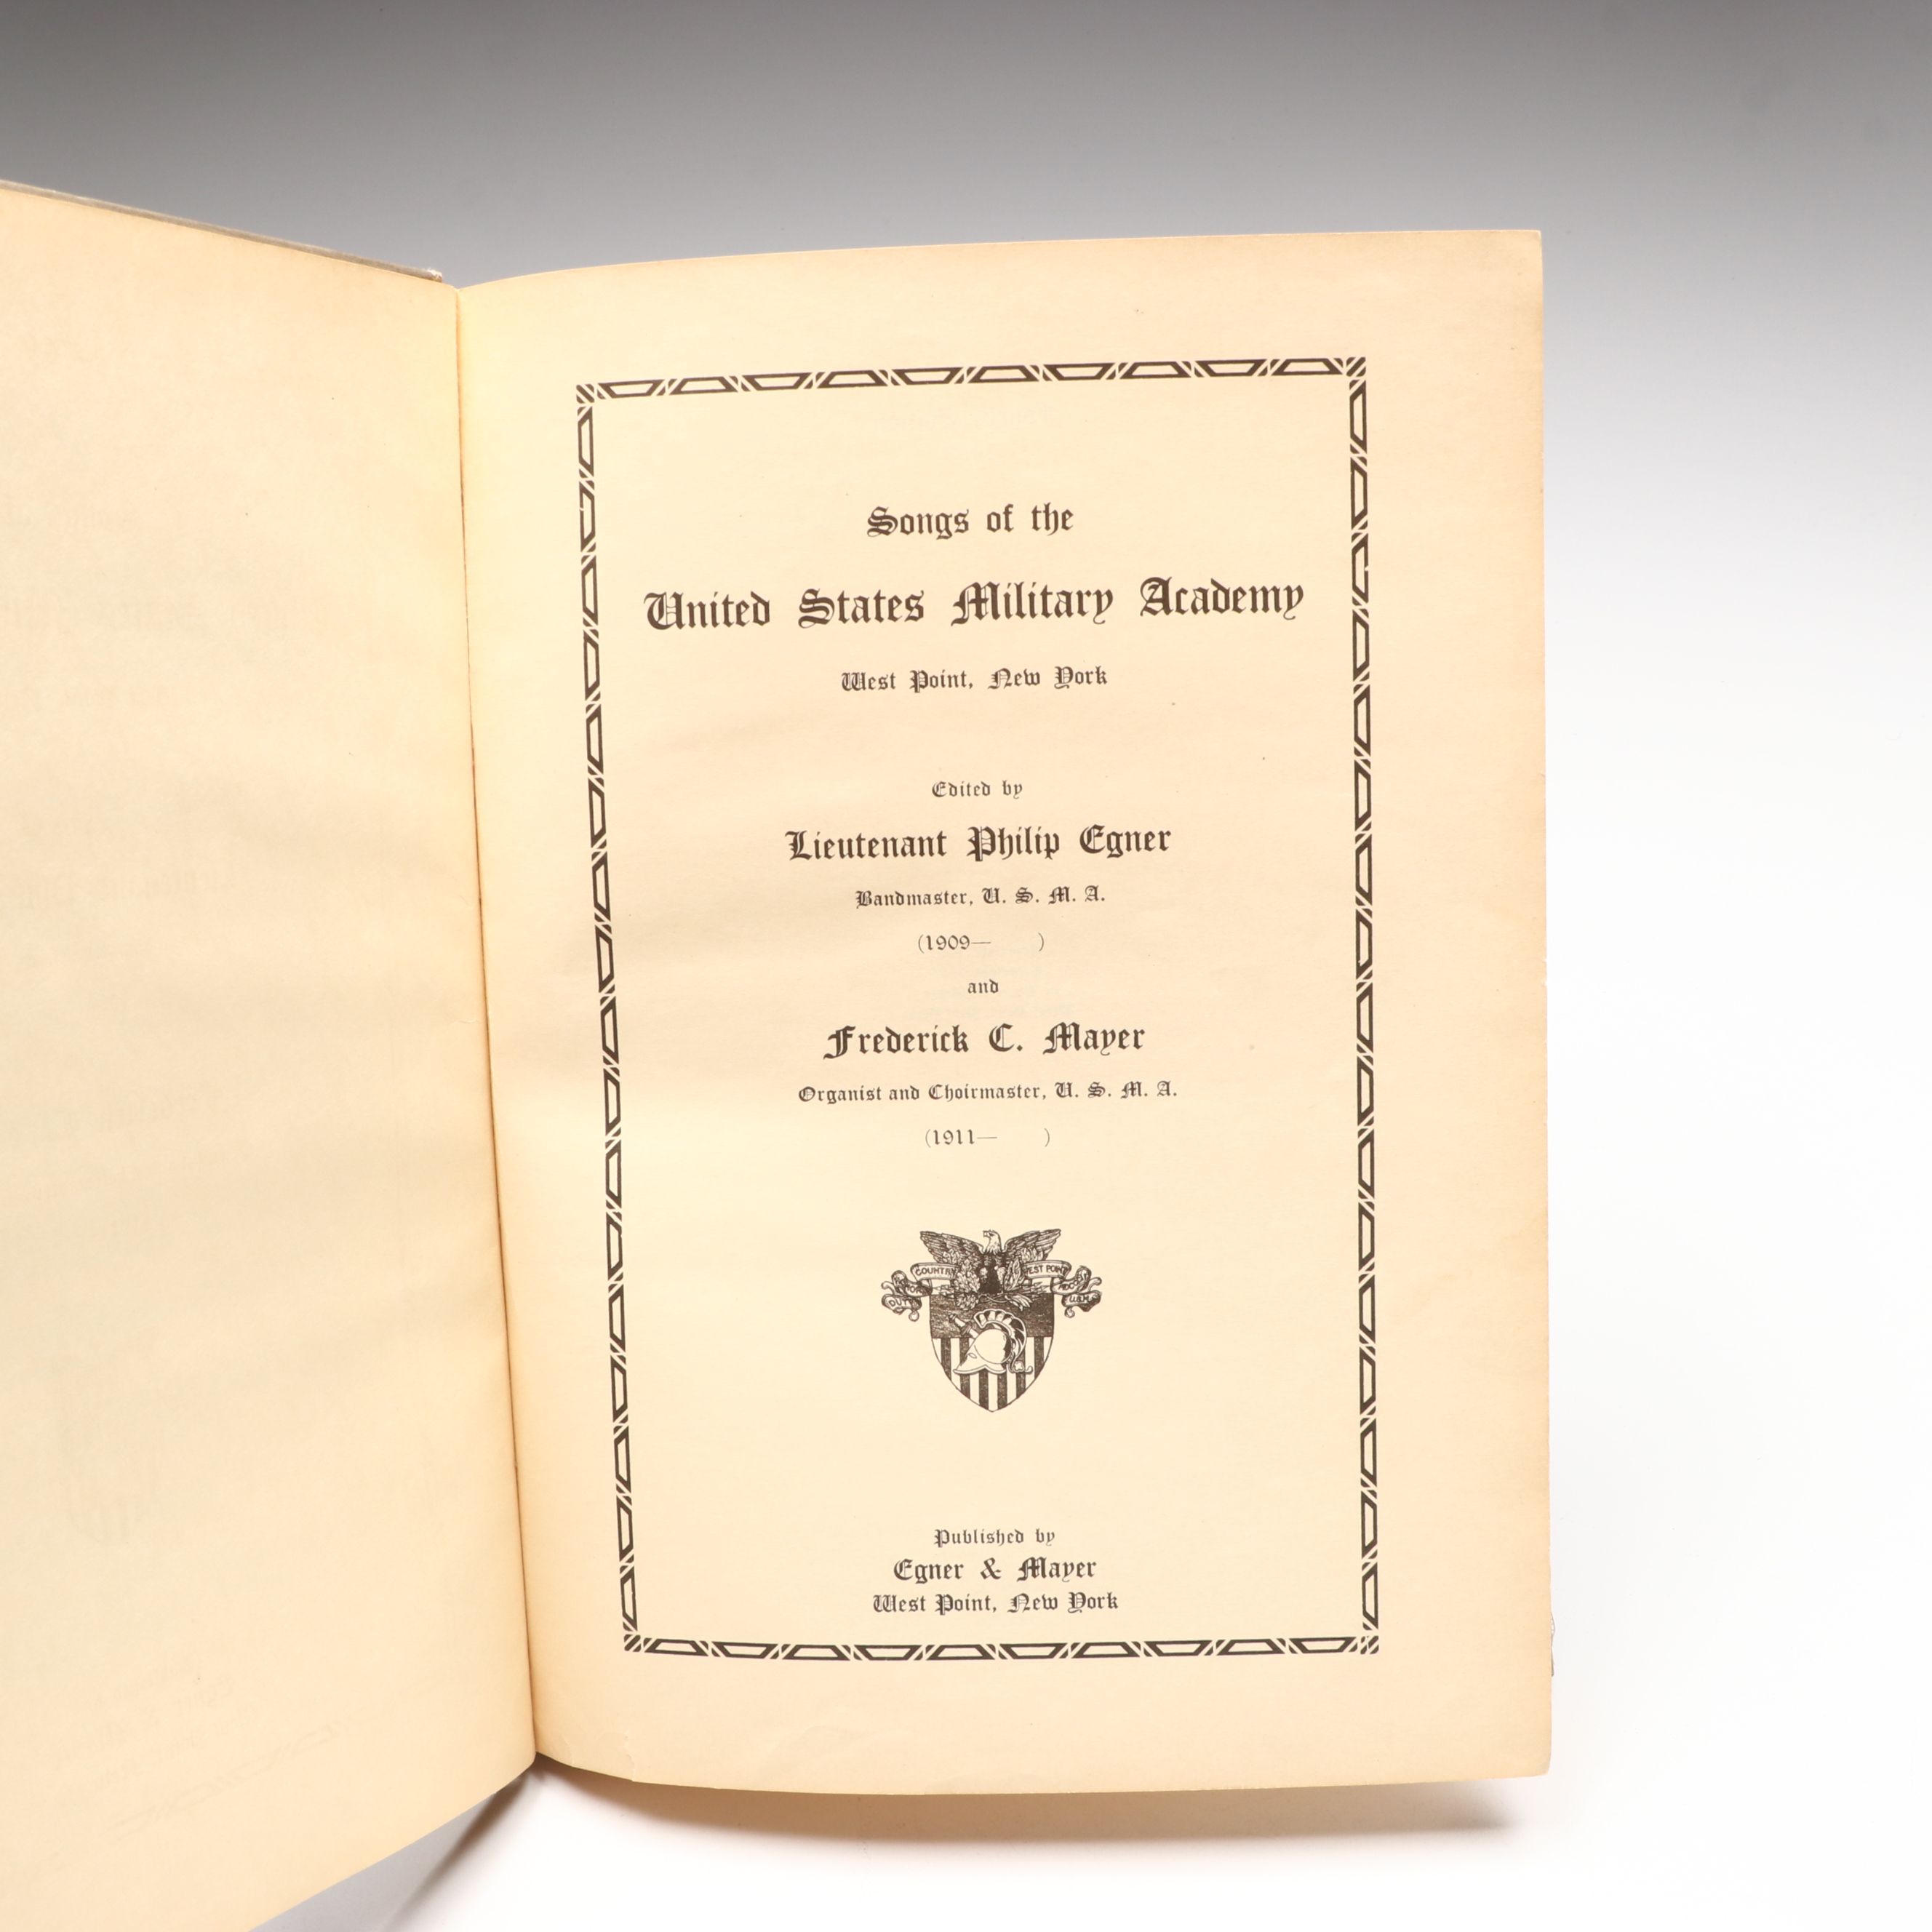 Songs of the
United States Military Academy
West Point, New York
Edited by
Lieutenant Philip Egner
Bandmaster, U. S. M. A.
(1909— )
and
Frederick C. Mayer
Organist and Choirmaster, U. S. M. A.
(1911— )
COUNTRY
WEST POINT
DUTY
Published by
Egner & Mayer
West Point, New York